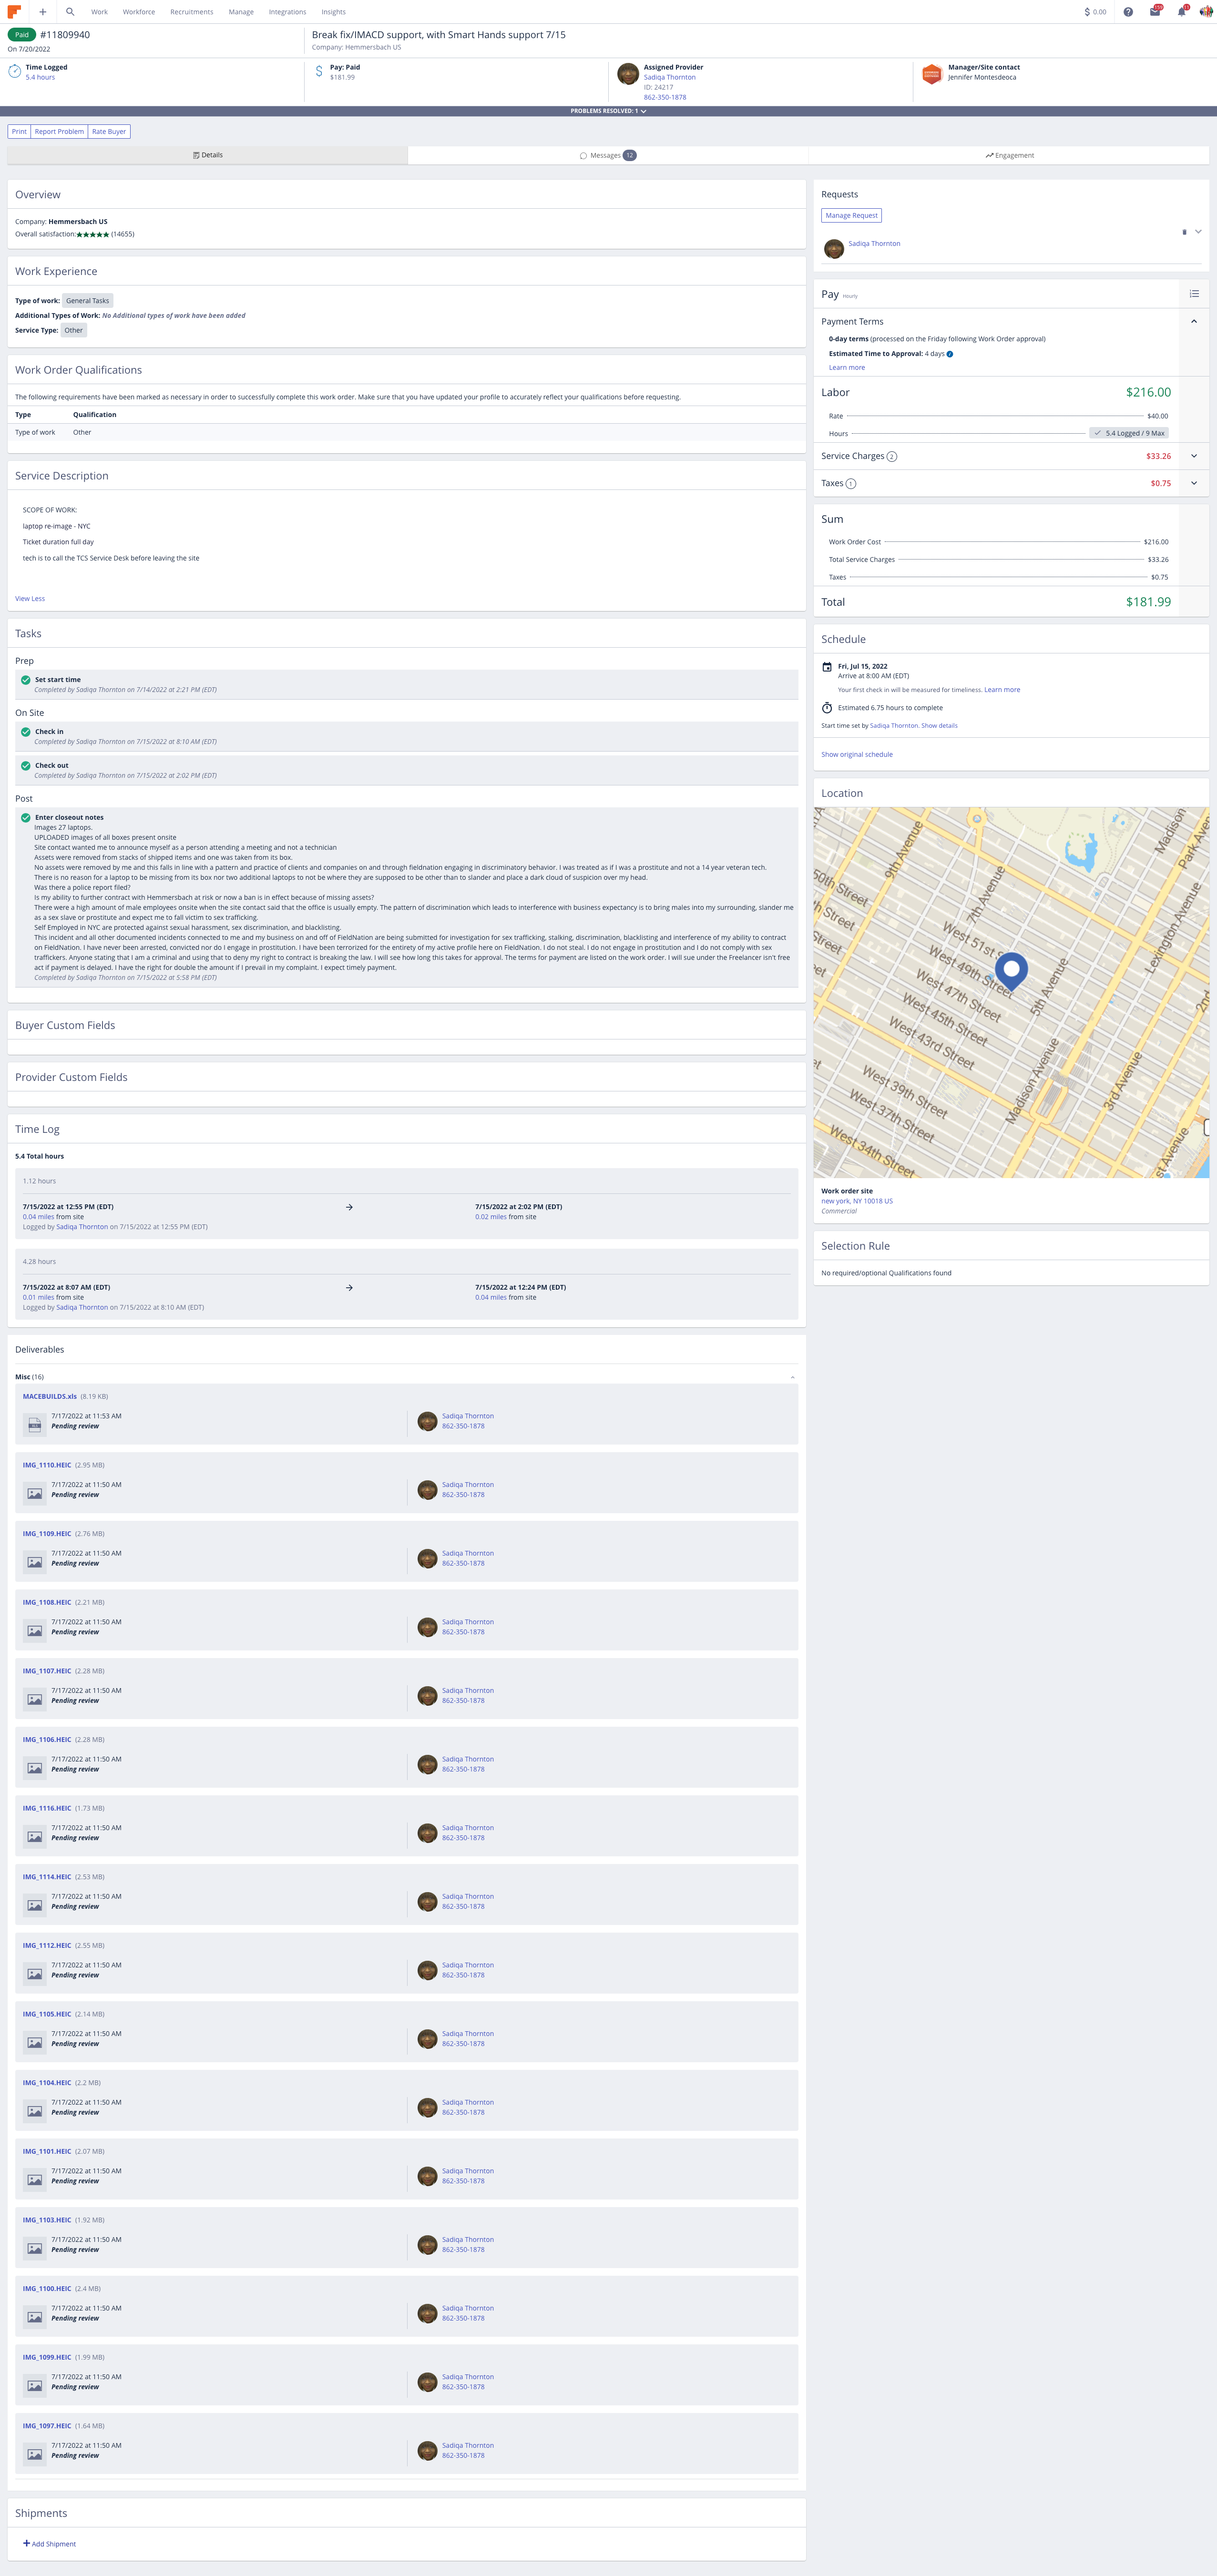 Work Workforce Recruitments Manage Integrations Insights $ 0.00
Paid #11809940
On 7/20/2022
Break fix/IMACD support, with Smart Hands support 7/15
Company: Hemmersbach US
Time Logged
5.4 hours
Pay: Paid
$181.99
Assigned Provider
Sadiqa Thornton
ID: 24217
862-350-1878
Manager/Site contact
Jennifer Montesdeoca
PROBLEMS RESOLVED: 1
Print Report Problem Rate Buyer
Details
Messages 12
Engagement
Overview
Company: Hemmersbach US
Overall satisfaction: ★★★★★ (14655)
Work Experience
Type of work: General Tasks
Additional Types of Work: No Additional types of work have been added
Service Type: Other
Work Order Qualifications
The following requirements have been marked as necessary in order to successfully complete this work order. Make sure that you have updated your profile to accurately reflect your qualifications before requesting.
Type Qualification
Type of work Other
Service Description
SCOPE OF WORK:
laptop re-image - NYC
Ticket duration full day
tech is to call the TCS Service Desk before leaving the site
View Less
Tasks
Prep
Set start time
Completed by Sadiqa Thornton on 7/14/2022 at 2:21 PM (EDT)
On Site
Check in
Completed by Sadiqa Thornton on 7/15/2022 at 8:10 AM (EDT)
Check out
Completed by Sadiqa Thornton on 7/15/2022 at 2:02 PM (EDT)
Post
Enter closeout notes
Images 27 laptops.
UPLOADED images of all boxes present onsite
Site contact wanted me to announce myself as a person attending a meeting and not a technician
Assets were removed from stacks of shipped items and one was taken from its box.
No assets were removed by me and this falls in line with a pattern and practice of clients and companies on and through fieldnation engaging in discriminatory behavior. I was treated as if I was a prostitute and not a 14 year veteran tech.
There is no reason for a laptop to be missing from its box nor two additional laptops to not be where they are supposed to be other than to slander and place a dark cloud of suspicion over my head.
Was there a police report filed?
Is my ability to further contract with Hemmersbach at risk or now a ban is in effect because of missing assets?
There were a high amount of male employees onsite when the site contact said that the office is usually empty. The pattern of discrimination which leads to interference with business expectancy is to bring males into my surrounding, slander me
as a sex slave or prostitute and expect me to fall victim to sex trafficking.
Self Employed in NYC are protected against sexual harassment, sex discrimination, and blacklisting.
This incident and all other documented incidents connected to me and my business on and off of FieldNation are being submitted for investigation for sex trafficking, stalking, discrimination, blacklisting and interference of my ability to contract
on FieldNation. I have never been arrested, convicted nor do I engage in prostitution. I have been terrorized for the entirety of my active profile here on FieldNation. I do not steal. I do not engage in prostitution and I do not comply with sex
traffikers. Anyone stating that I am a criminal and using that to deny my right to contract is breaking the law. I will see how long this takes for approval. The terms for payment are listed on the work order. I will sue under the Freelancer isn't free
act if payment is delayed. I have the right for double the amount if I prevail in my complaint. I expect timely payment.
Completed by Sadiqa Thornton on 7/15/2022 at 5:58 PM (EDT)
Buyer Custom Fields
Provider Custom Fields
Time Log
5.4 Total hours
1.12 hours
7/15/2022 at 12:55 PM (EDT) 7/15/2022 at 2:02 PM (EDT)
0.04 miles from site 0.02 miles from site
Logged by Sadiqa Thornton on 7/15/2022 at 12:55 PM (EDT)
4.28 hours
7/15/2022 at 8:07 AM (EDT) 7/15/2022 at 12:24 PM (EDT)
0.01 miles from site 0.04 miles from site
Logged by Sadiqa Thornton on 7/15/2022 at 8:10 AM (EDT)
Deliverables
Misc (16)
MACEBUILDS.xls (8.19 KB)
7/17/2022 at 11:53 AM Sadiqa Thornton
Pending review 862-350-1878
IMG_1110.HEIC (2.95 MB)
7/17/2022 at 11:50 AM Sadiqa Thornton
Pending review 862-350-1878
IMG_1109.HEIC (2.76 MB)
7/17/2022 at 11:50 AM Sadiqa Thornton
Pending review 862-350-1878
IMG_1108.HEIC (2.21 MB)
7/17/2022 at 11:50 AM Sadiqa Thornton
Pending review 862-350-1878
IMG_1107.HEIC (2.28 MB)
7/17/2022 at 11:50 AM Sadiqa Thornton
Pending review 862-350-1878
IMG_1106.HEIC (2.28 MB)
7/17/2022 at 11:50 AM Sadiqa Thornton
Pending review 862-350-1878
IMG_1116.HEIC (1.73 MB)
7/17/2022 at 11:50 AM Sadiqa Thornton
Pending review 862-350-1878
IMG_1114.HEIC (2.53 MB)
7/17/2022 at 11:50 AM Sadiqa Thornton
Pending review 862-350-1878
IMG_1112.HEIC (2.55 MB)
7/17/2022 at 11:50 AM Sadiqa Thornton
Pending review 862-350-1878
IMG_1105.HEIC (2.14 MB)
7/17/2022 at 11:50 AM Sadiqa Thornton
Pending review 862-350-1878
IMG_1104.HEIC (2.2 MB)
7/17/2022 at 11:50 AM Sadiqa Thornton
Pending review 862-350-1878
IMG_1101.HEIC (2.07 MB)
7/17/2022 at 11:50 AM Sadiqa Thornton
Pending review 862-350-1878
IMG_1103.HEIC (1.92 MB)
7/17/2022 at 11:50 AM Sadiqa Thornton
Pending review 862-350-1878
IMG_1100.HEIC (2.4 MB)
7/17/2022 at 11:50 AM Sadiqa Thornton
Pending review 862-350-1878
IMG_1099.HEIC (1.99 MB)
7/17/2022 at 11:50 AM Sadiqa Thornton
Pending review 862-350-1878
IMG_1097.HEIC (1.64 MB)
7/17/2022 at 11:50 AM Sadiqa Thornton
Pending review 862-350-1878
Shipments
Add Shipment
Requests
Manage Request
Sadiqa Thornton
Pay Hourly
Payment Terms
0-day terms (processed on the Friday following Work Order approval)
Estimated Time to Approval: 4 days
Learn more
Labor $216.00
Rate $40.00
Hours 5.4 Logged / 9 Max
Service Charges 2 $33.26
Taxes 1 $0.75
Sum
Work Order Cost $216.00
Total Service Charges $33.26
Taxes $0.75
Total $181.99
Schedule
Fri, Jul 15, 2022
Arrive at 8:00 AM (EDT)
Your first check in will be measured for timeliness. Learn more
Estimated 6.75 hours to complete
Start time set by Sadiqa Thornton. Show details
Show original schedule
Location
9th Avenue
Madison
Park Ave
50th Street
7th Avenue
West 51st
Lexington Avenue
West 49th Street
West 47th Street
5th Avenue
West 45th Street
West 43rd Street
Madison Avenue
3rd Avenue
West 39th Street
West 37th Street
West 34th Street
st Avenue
Work order site
new york, NY 10018 US
Commercial
Selection Rule
No required/optional Qualifications found